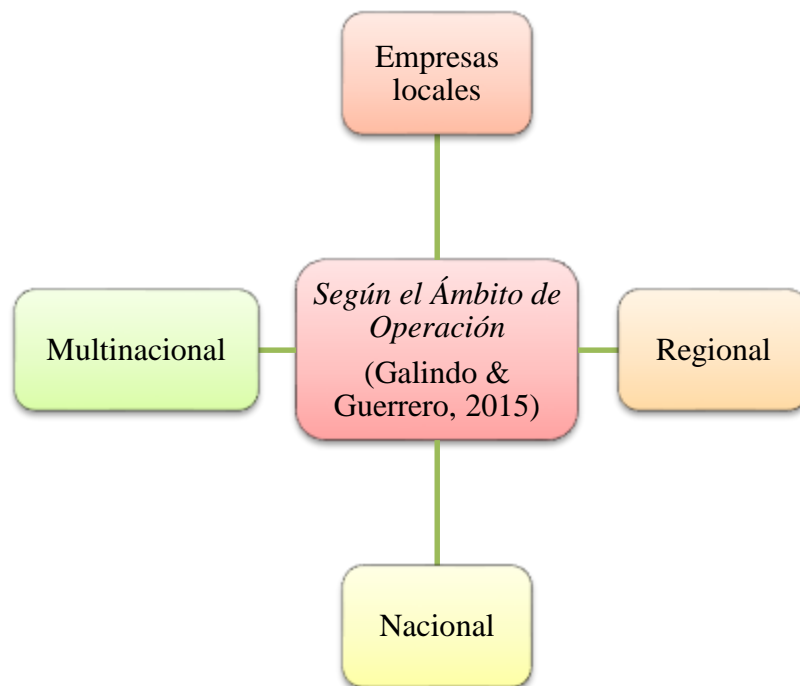 Empresas
locales
Multinacional
Según el Ámbito de
Operación
(Galindo &
Guerrero, 2015)
Regional
Nacional